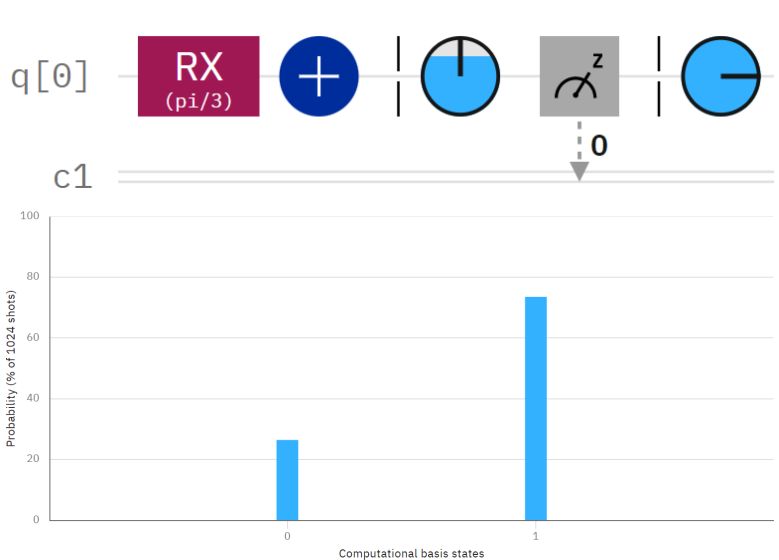 RX
(pi/3)
z
q[0]
0
c1
100
80
60
40
20
0
Probability (% of 1024 shots)
0
1
Computational basis states